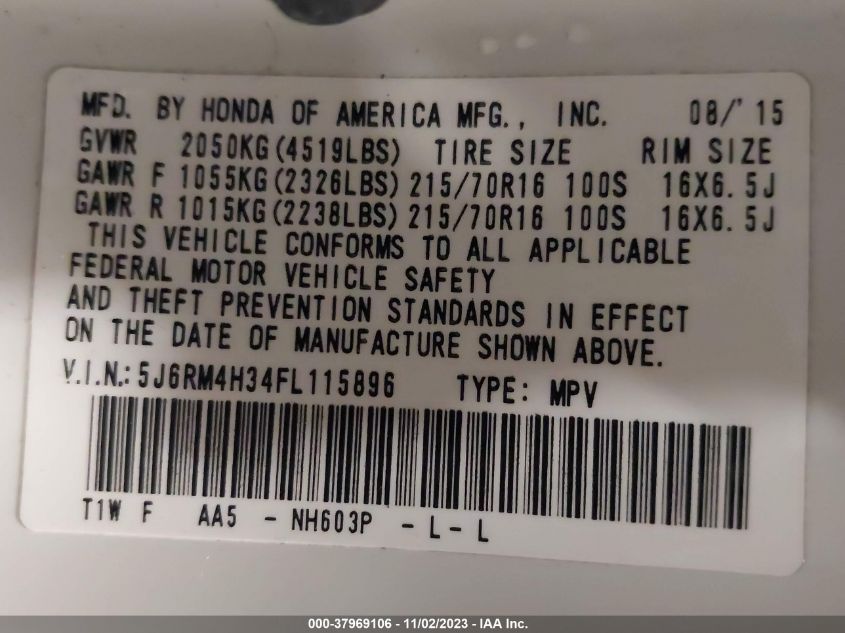 MFD. BY HONDA OF AMERICA MFG., INC. 08/'15
GVWR 2050KG(4519LBS) TIRE SIZE RIM SIZE
GAWR F 1055KG(2326LBS) 215/70R16 100S 16X6.5J
GAWR R 1015KG(2238LBS) 215/70R16 100S 16X6.5J
THIS VEHICLE CONFORMS TO ALL APPLICABLE
FEDERAL MOTOR VEHICLE SAFETY
AND THEFT PREVENTION STANDARDS IN EFFECT
ON THE DATE OF MANUFACTURE SHOWN ABOVE.
V.I.N.: 5J6RM4H34FL115896 TYPE: MPV
T1W F AA5 - NH603P - L - L
000-37969106 - 11/02/2023 - IAA Inc.